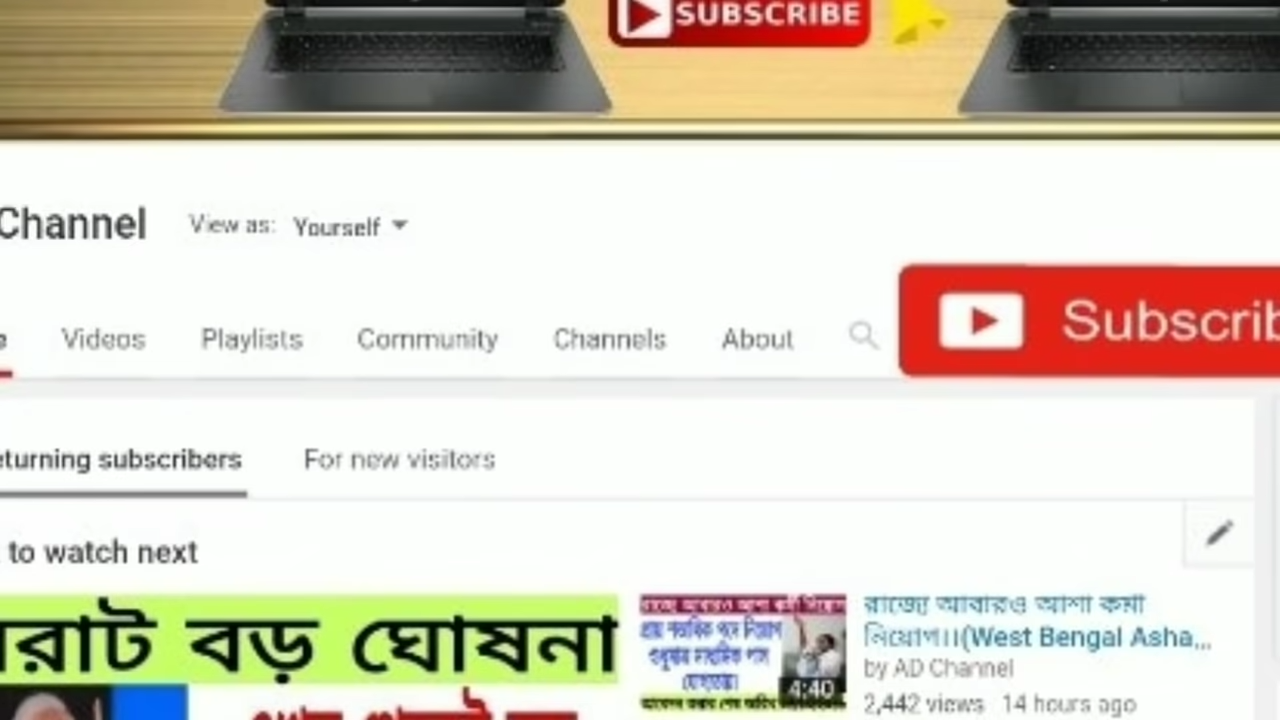 SUBSCRIBE
Channel View as: Yourself
Videos Playlists Community Channels About
Subscrib
eturning subscribers For new visitors
to watch next
রাট বড় ঘোষনা
রাজ্যে আবারও আশা কর্মী
নিয়োগ।।(West Bengal Asha...
by AD Channel
2,442 views 14 hours ago
4:40